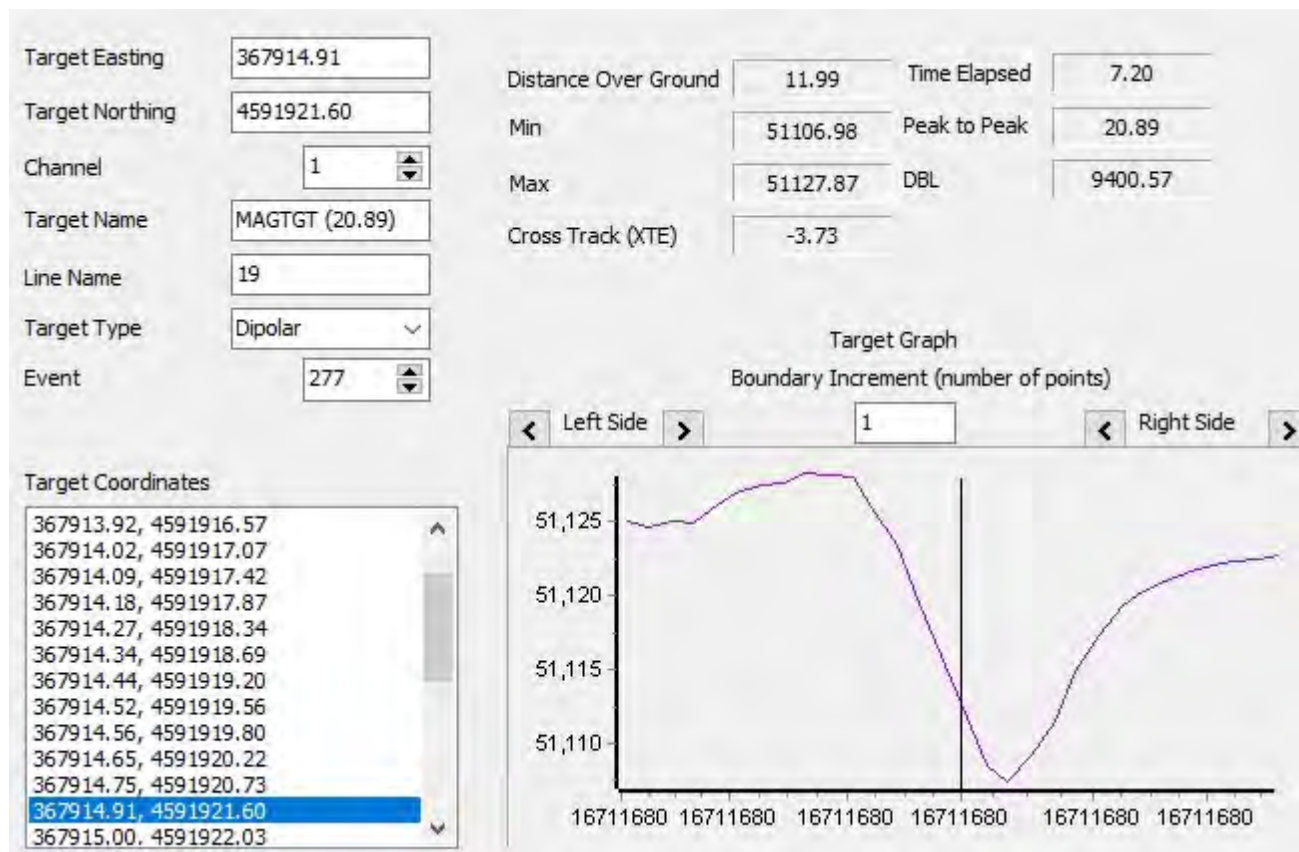 Target Easting 367914.91
Target Northing 4591921.60
Channel 1
Target Name MAGTGT (20.89)
Line Name 19
Target Type Dipolar
Event 277
Distance Over Ground 11.99 Time Elapsed 7.20
Min 51106.98 Peak to Peak 20.89
Max 51127.87 DBL 9400.57
Cross Track (XTE) -3.73
Target Coordinates
367913.92, 4591916.57
367914.02, 4591917.07
367914.09, 4591917.42
367914.18, 4591917.87
367914.27, 4591918.34
367914.34, 4591918.69
367914.44, 4591919.20
367914.52, 4591919.56
367914.56, 4591919.80
367914.65, 4591920.22
367914.75, 4591920.73
367914.91, 4591921.60
367915.00, 4591922.03
Target Graph
Boundary Increment (number of points)
Left Side 1 Right Side
51,125
51,120
51,115
51,110
16711680 16711680 16711680 16711680 16711680 16711680